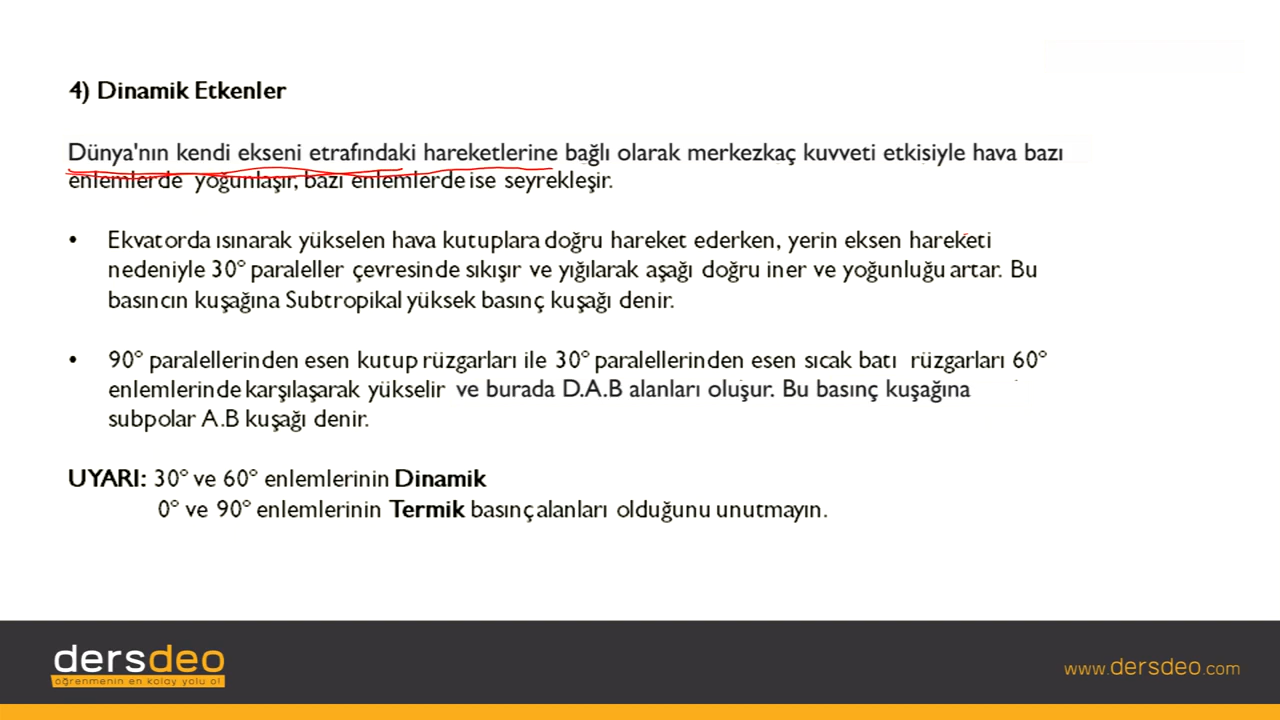 4) Dinamik Etkenler
Dünya'nın kendi ekseni etrafındaki hareketlerine bağlı olarak merkezkaç kuvveti etkisiyle hava bazı
enlemlerde yoğunlaşır, bazı enlemlerde ise seyrekleşir.
• Ekvatorda ısınarak yükselen hava kutuplara doğru hareket ederken, yerin eksen hareketi
nedeniyle 30° paraleller çevresinde sıkışır ve yığılarak aşağı doğru iner ve yoğunluğu artar. Bu
basıncın kuşağına Subtropikal yüksek basınç kuşağı denir.
• 90° paralellerinden esen kutup rüzgarları ile 30° paralellerinden esen sıcak batı rüzgarları 60°
enlemlerinde karşılaşarak yükselir ve burada D.A.B alanları oluşur. Bu basınç kuşağına
subpolar A.B kuşağı denir.
UYARI: 30° ve 60° enlemlerinin Dinamik
0° ve 90° enlemlerinin Termik basınç alanları olduğunu unutmayın.
dersdeo
öğrenmenin en kolay yolu o!
www.dersdeo.com